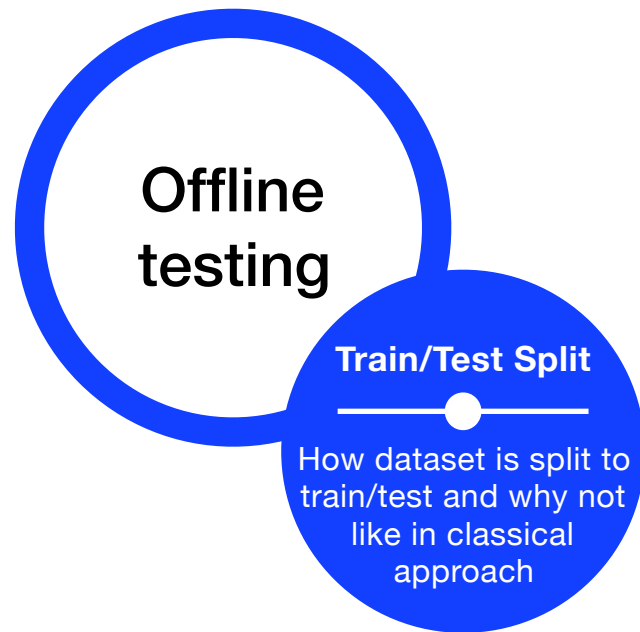 Offline
testing
Train/Test Split
How dataset is split to
train/test and why not
like in classical
approach